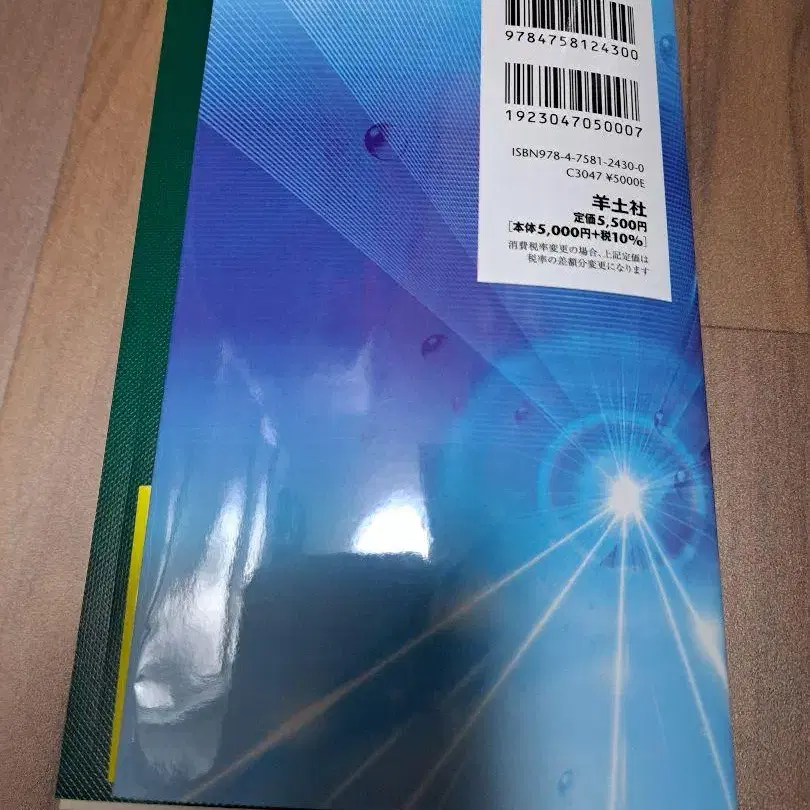 9784758124300
1923047050007
ISBN978-4-7581-2430-0
C3047 ¥5000E
羊土社
定価5,500円
[本体5,000円+税10%]
消費税率変更の場合、上記定価は
税率の差額分変更になります